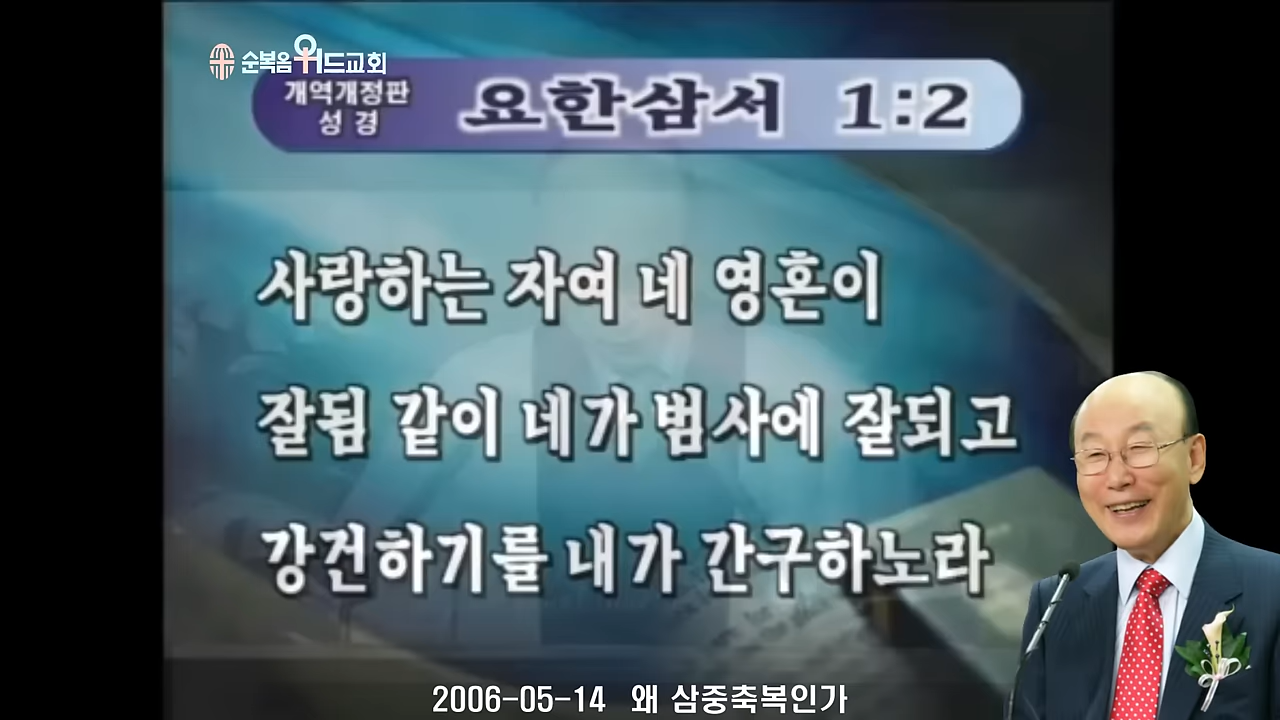 순복음위드교회
개역개정판
성경
요한삼서 1:2
사랑하는 자여 네 영혼이
잘됨 같이 네가 범사에 잘되고
강건하기를 내가 간구하노라
2006-05-14 왜 삼중축복인가